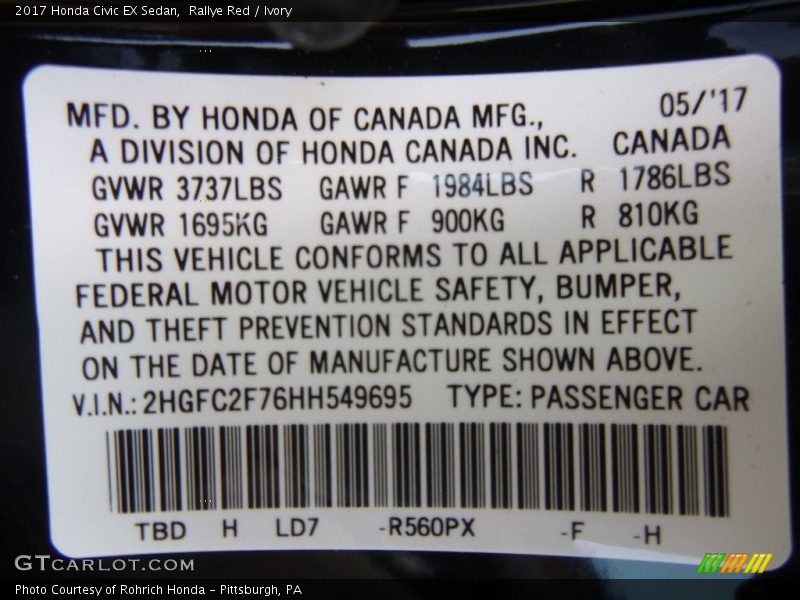 2017 Honda Civic EX Sedan,  Rallye Red / Ivory
05/'17
MFD. BY HONDA OF CANADA MFG.,
A DIVISION OF HONDA CANADA INC. CANADA
GVWR 3737LBS GAWR F 1984LBS R 1786LBS
GVWR 1695KG GAWR F 900KG R 810KG
THIS VEHICLE CONFORMS TO ALL APPLICABLE
FEDERAL MOTOR VEHICLE SAFETY, BUMPER,
AND THEFT PREVENTION STANDARDS IN EFFECT
ON THE DATE OF MANUFACTURE SHOWN ABOVE.
V.I.N.: 2HGFC2F76HH549695 TYPE: PASSENGER CAR
TBD H LD7 -R560PX -F -H
GTCARLOT.COM
Photo Courtesy of Rohrich Honda - Pittsburgh, PA